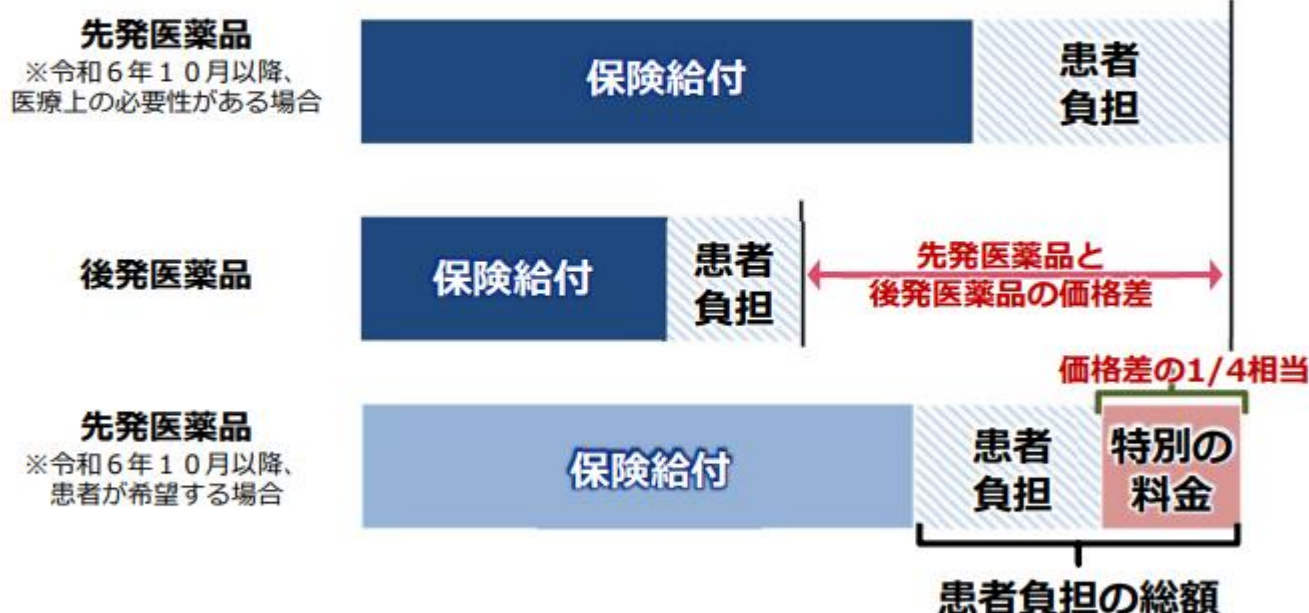 先発医薬品
※令和６年１０月以降、
医療上の必要性がある場合
保険給付
患者
負担
後発医薬品
保険給付
患者
負担
先発医薬品と
後発医薬品の価格差
価格差の1/4相当
先発医薬品
※令和６年１０月以降、
患者が希望する場合
保険給付
患者
負担
特別の
料金
患者負担の総額